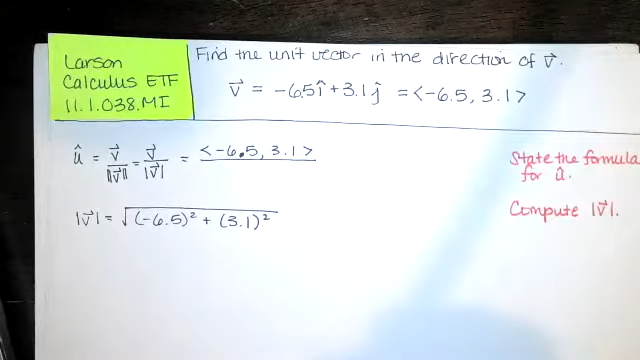 Larson
Calculus ETF
11.1.038.MI
Find the unit vector in the direction of v⃗.
v⃗ = -6.5î + 3.1ĵ = <-6.5, 3.1>
û = v⃗/‖v⃗‖ = v⃗/|v⃗| = <-6.5, 3.1>
State the formula
for û.
|v⃗| = √((-6.5)² + (3.1)²)
Compute |v⃗|.